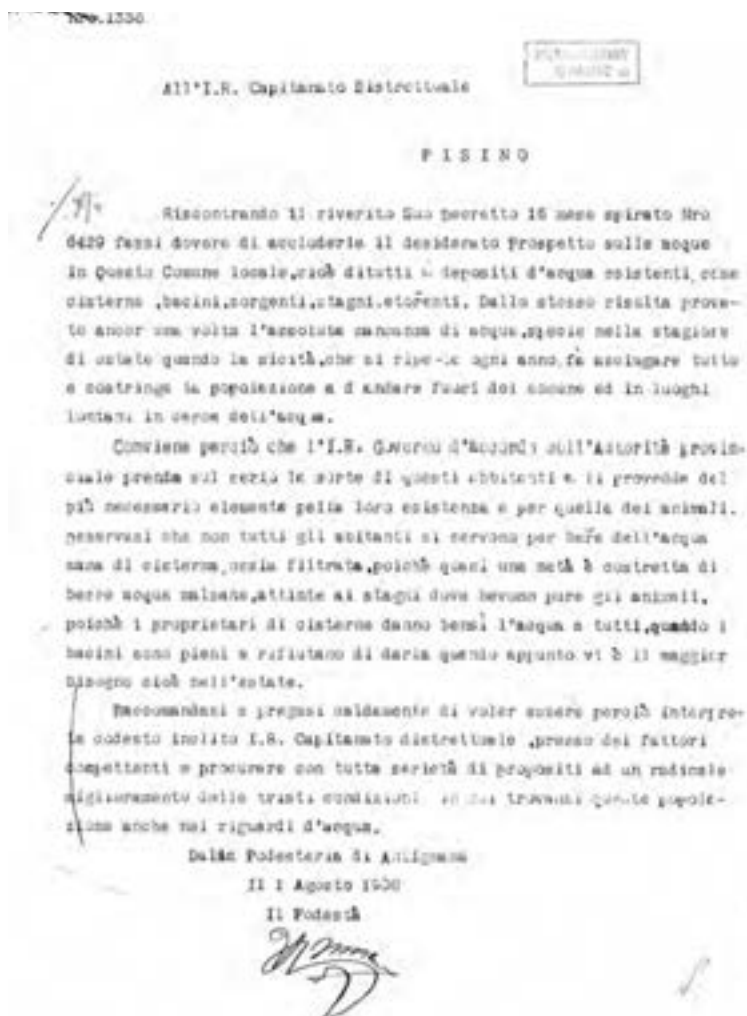 Nro.1338
All'I.R. Capitanato Distrettuale
PISINO
Riscontrando il riverito Suo Decretto 16 mese spirato Nro
6429 fassi dovere di accluderle il desiderato Prospetto sulle acque
in Questo Comune locale,cioè ditutti i depositi d'acqua esistenti,come
cisterne ,bacini,sorgenti,stagni,etorenti. Dallo stesso risulta prova-
to ancor una volta l'assoluta mancanza di acqua,specie nella stagione
di estate quando la sicità,che si ripete ogni anno,fà asciugare tutto
e costringe la popolazione a d andare fuori del comune ed in luoghi
lontani in cerca dell'acqua.
Conviene perciò che l'I.R. Governo d'Accordo coll'Autorità provin-
ciale prenda sul serio la sorte di questi abbitanti e li provveda del
più necessario elemento pella loro esistenza e per quella dei animali.
Osservasi che non tutti gli abitanti si servono per bere dell'acqua
sana di cisterna,ossia filtrata,poichè quasi una metà è costretta di
bere acqua malsana,attinta ai stagni dove bevono pure gli animali,
poichè i proprietari di cisterne danno bensì l'acqua a tutti,quando i
bacini sono pieni e rifiutano di darla quando appunto vi è il maggior
bisogno cioè nell'estate.
Raccomandasi e pregasi caldamente di voler essere perciò interpre-
te codesto inclito I.R. Capitanato distrettuale ,presso dei fattori
competenti e procurare con tutta serietà di propositi ad un radicale
miglioramento delle tristi condizioni in cui trovansi queste popola-
zione anche nei riguardi d'acqua.
Dalla Podesteria di Antignana
Il 1 Agosto
Il Podestà